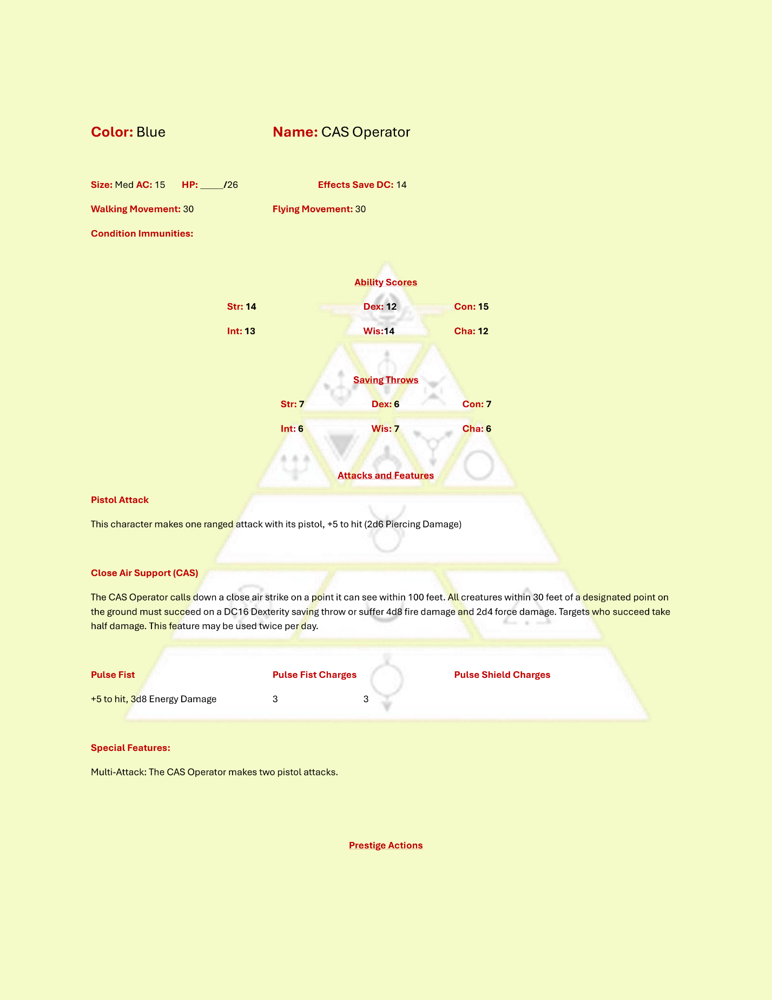 Color: Blue Name: CAS Operator
Size: Med AC: 15 HP: _____/26 Effects Save DC: 14
Walking Movement: 30 Flying Movement: 30
Condition Immunities:
Ability Scores
Str: 14 Dex: 12 Con: 15
Int: 13 Wis:14 Cha: 12
Saving Throws
Str: 7 Dex: 6 Con: 7
Int: 6 Wis: 7 Cha: 6
Attacks and Features
Pistol Attack
This character makes one ranged attack with its pistol, +5 to hit (2d6 Piercing Damage)
Close Air Support (CAS)
The CAS Operator calls down a close air strike on a point it can see within 100 feet. All creatures within 30 feet of a designated point on
the ground must succeed on a DC16 Dexterity saving throw or suffer 4d8 fire damage and 2d4 force damage. Targets who succeed take
half damage. This feature may be used twice per day.
Pulse Fist Pulse Fist Charges Pulse Shield Charges
+5 to hit, 3d8 Energy Damage 3 3
Special Features:
Multi-Attack: The CAS Operator makes two pistol attacks.
Prestige Actions